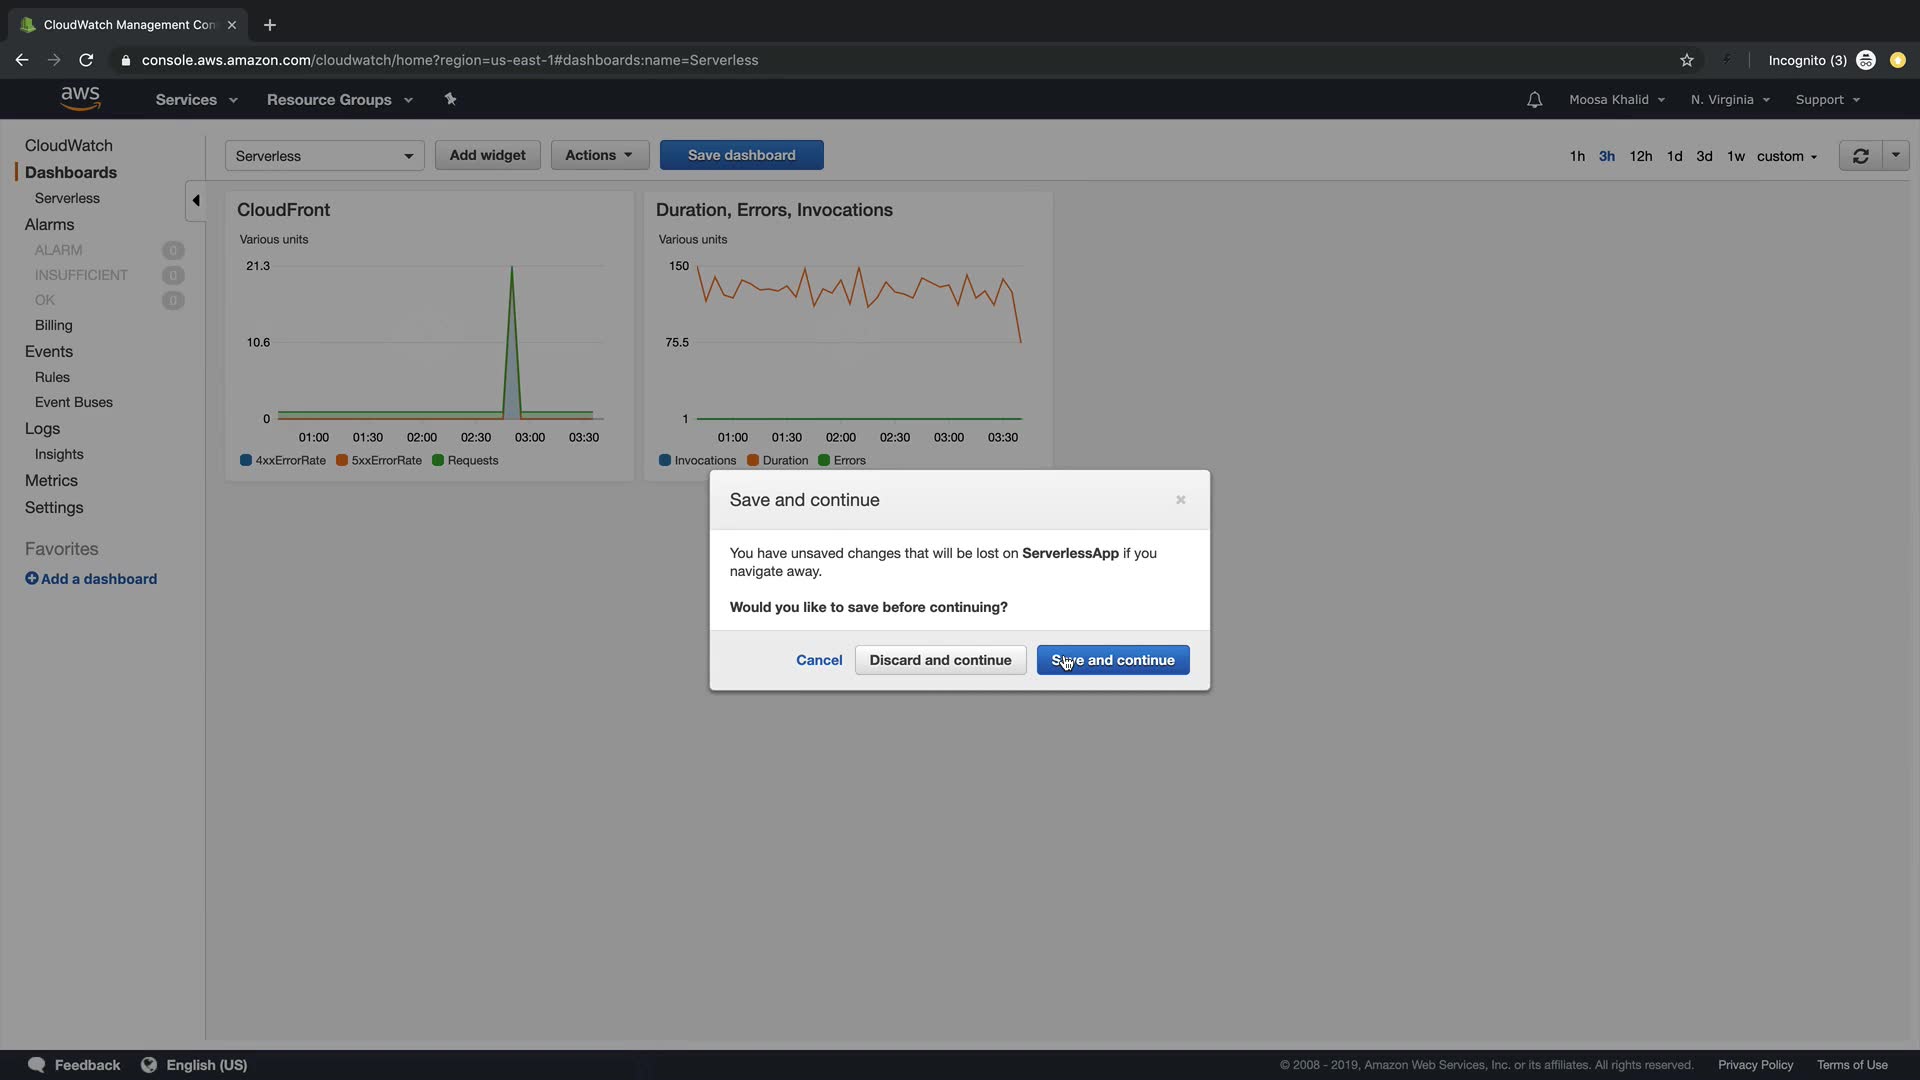 CloudWatch Management Con
console.aws.amazon.com/cloudwatch/home?region=us-east-1#dashboards:name=Serverless
Incognito (3)
aws
Services
Resource Groups
Moosa Khalid
N. Virginia
Support
CloudWatch
Dashboards
Serverless
Alarms
ALARM 0
INSUFFICIENT 0
OK 0
Billing
Events
Rules
Event Buses
Logs
Insights
Metrics
Settings
Favorites
Add a dashboard
Serverless
Add widget
Actions
Save dashboard
1h 3h 12h 1d 3d 1w custom
CloudFront
Various units
21.3
10.6
0
01:00 01:30 02:00 02:30 03:00 03:30
4xxErrorRate 5xxErrorRate Requests
Duration, Errors, Invocations
Various units
150
75.5
1
01:00 01:30 02:00 02:30 03:00 03:30
Invocations Duration Errors
Save and continue
You have unsaved changes that will be lost on ServerlessApp if you
navigate away.
Would you like to save before continuing?
Cancel
Discard and continue
Save and continue
Feedback
English (US)
© 2008 - 2019, Amazon Web Services, Inc. or its affiliates. All rights reserved.
Privacy Policy
Terms of Use